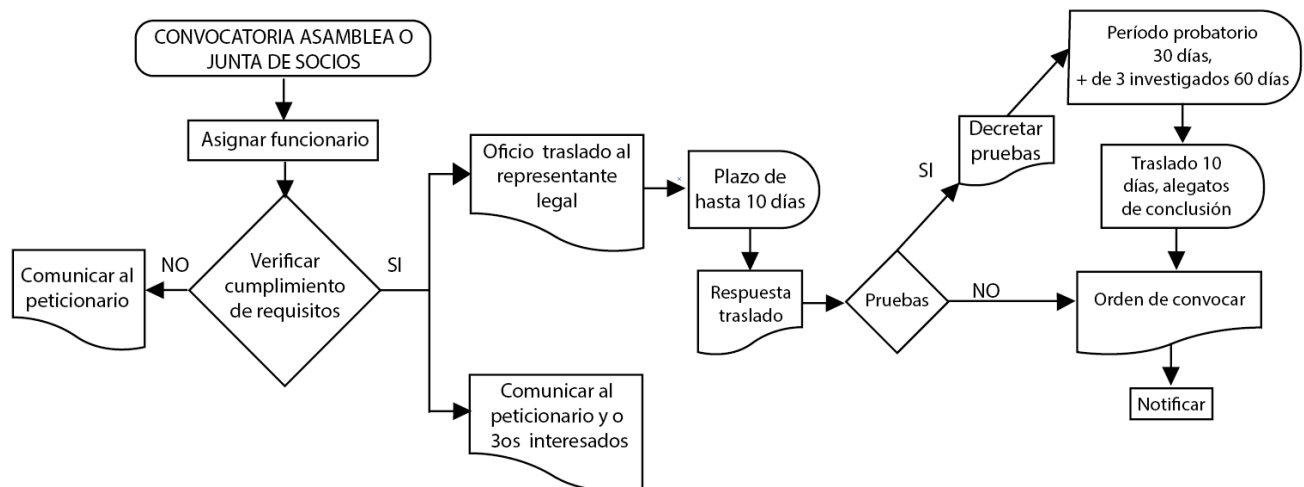 CONVOCATORIA ASAMBLEA O
JUNTA DE SOCIOS
Asignar funcionario
Verificar
cumplimiento
de requisitos
NO
Comunicar al
peticionario
SI
Oficio traslado al
representante
legal
Comunicar al
peticionario y o
3os interesados
Plazo de
hasta 10 días
Respuesta
traslado
Pruebas
SI
Decretar
pruebas
Período probatorio
30 días,
+ de 3 investigados 60 días
Traslado 10
días, alegatos
de conclusión
NO
Orden de convocar
Notificar